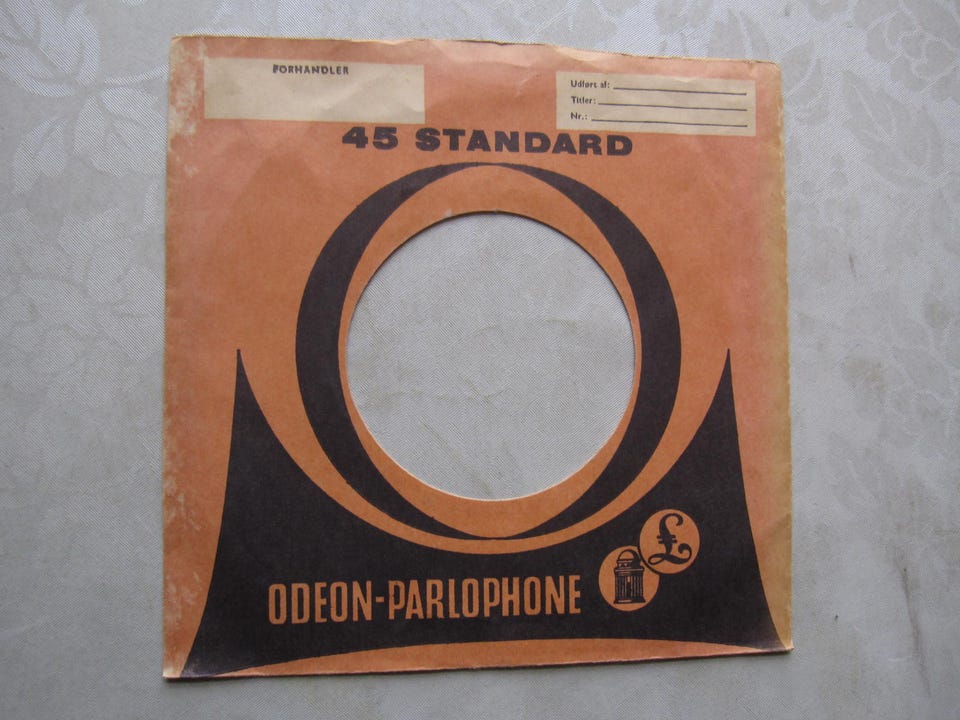 FORHANDLER
Udført af:
Titler:
Nr.:
45 STANDARD
ODEON-PARLOPHONE
£